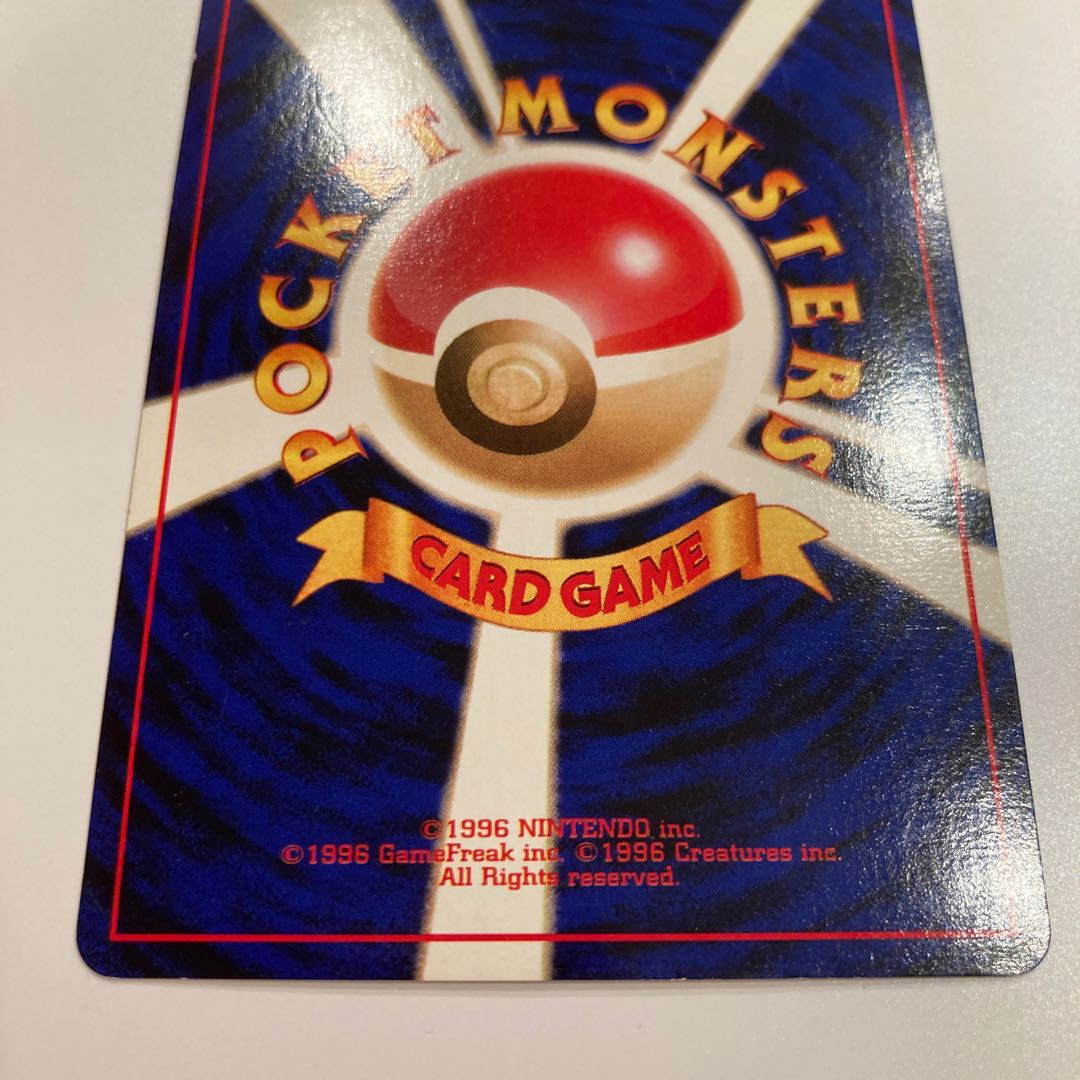 POCKET MONSTERS
CARD GAME
©1996 NINTENDO inc.
©1996 GameFreak inc. ©1996 Creatures inc.
All Rights reserved.